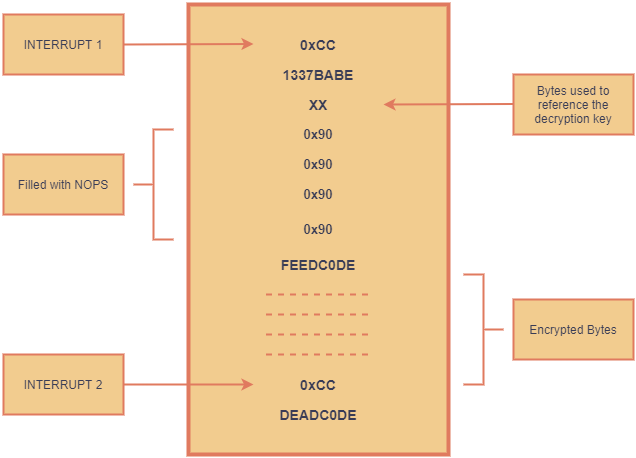 INTERRUPT 1
0xCC
1337BABE
XX
Bytes used to
reference the
decryption key
0x90
0x90
Filled with NOPS
0x90
0x90
FEEDC0DE
Encrypted Bytes
INTERRUPT 2
0xCC
DEADC0DE